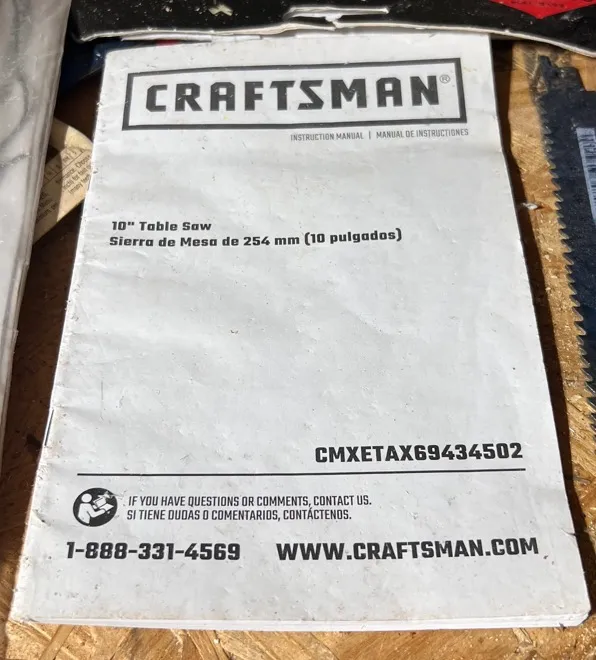 CRAFTSMAN®
INSTRUCTION MANUAL | MANUAL DE INSTRUCTIONES
10" Table Saw
Sierra de Mesa de 254 mm (10 pulgados)
CMXETAX69434502
IF YOU HAVE QUESTIONS OR COMMENTS, CONTACT US.
SI TIENE DUDAS O COMENTARIOS, CONTÁCTENOS.
1-888-331-4569 WWW.CRAFTSMAN.COM